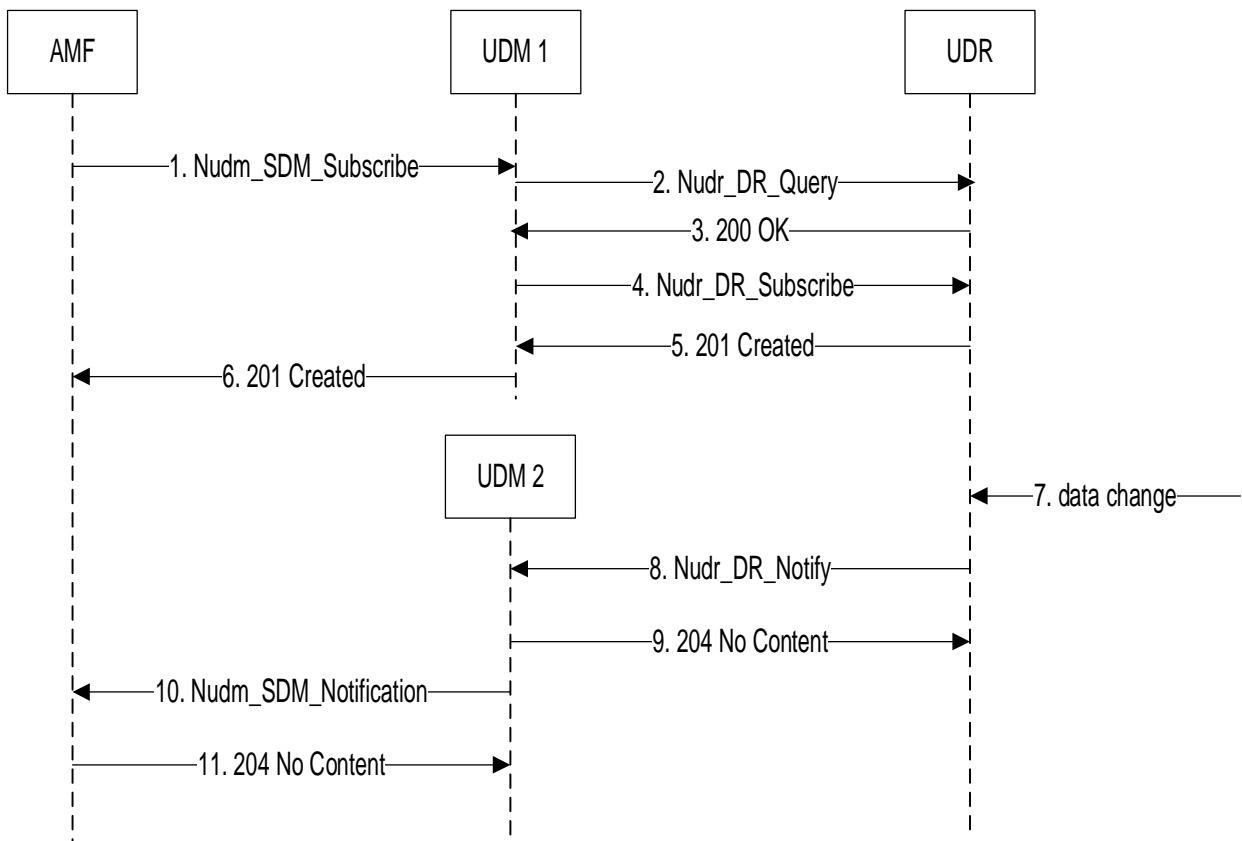 AMF
UDM 1
UDR
1. Nudm_SDM_Subscribe
2. Nudr_DR_Query
3. 200 OK
4. Nudr_DR_Subscribe
5. 201 Created
6. 201 Created
UDM 2
7. data change
8. Nudr_DR_Notify
9. 204 No Content
10. Nudm_SDM_Notification
11. 204 No Content